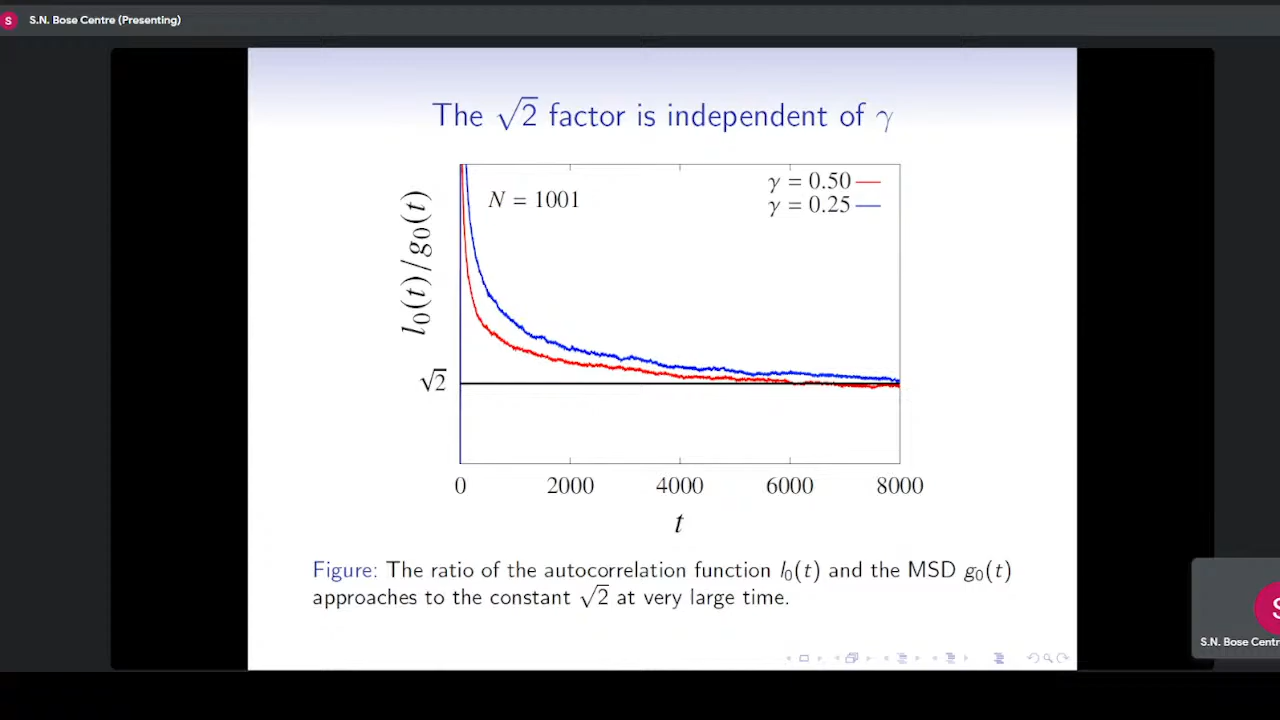 S
S.N. Bose Centre (Presenting)
The √2 factor is independent of γ
l₀(t)/g₀(t)
N = 1001
γ = 0.50
γ = 0.25
√2
0 2000 4000 6000 8000
t
Figure: The ratio of the autocorrelation function l₀(t) and the MSD g₀(t)
approaches to the constant √2 at very large time.
S
S.N. Bose Centr